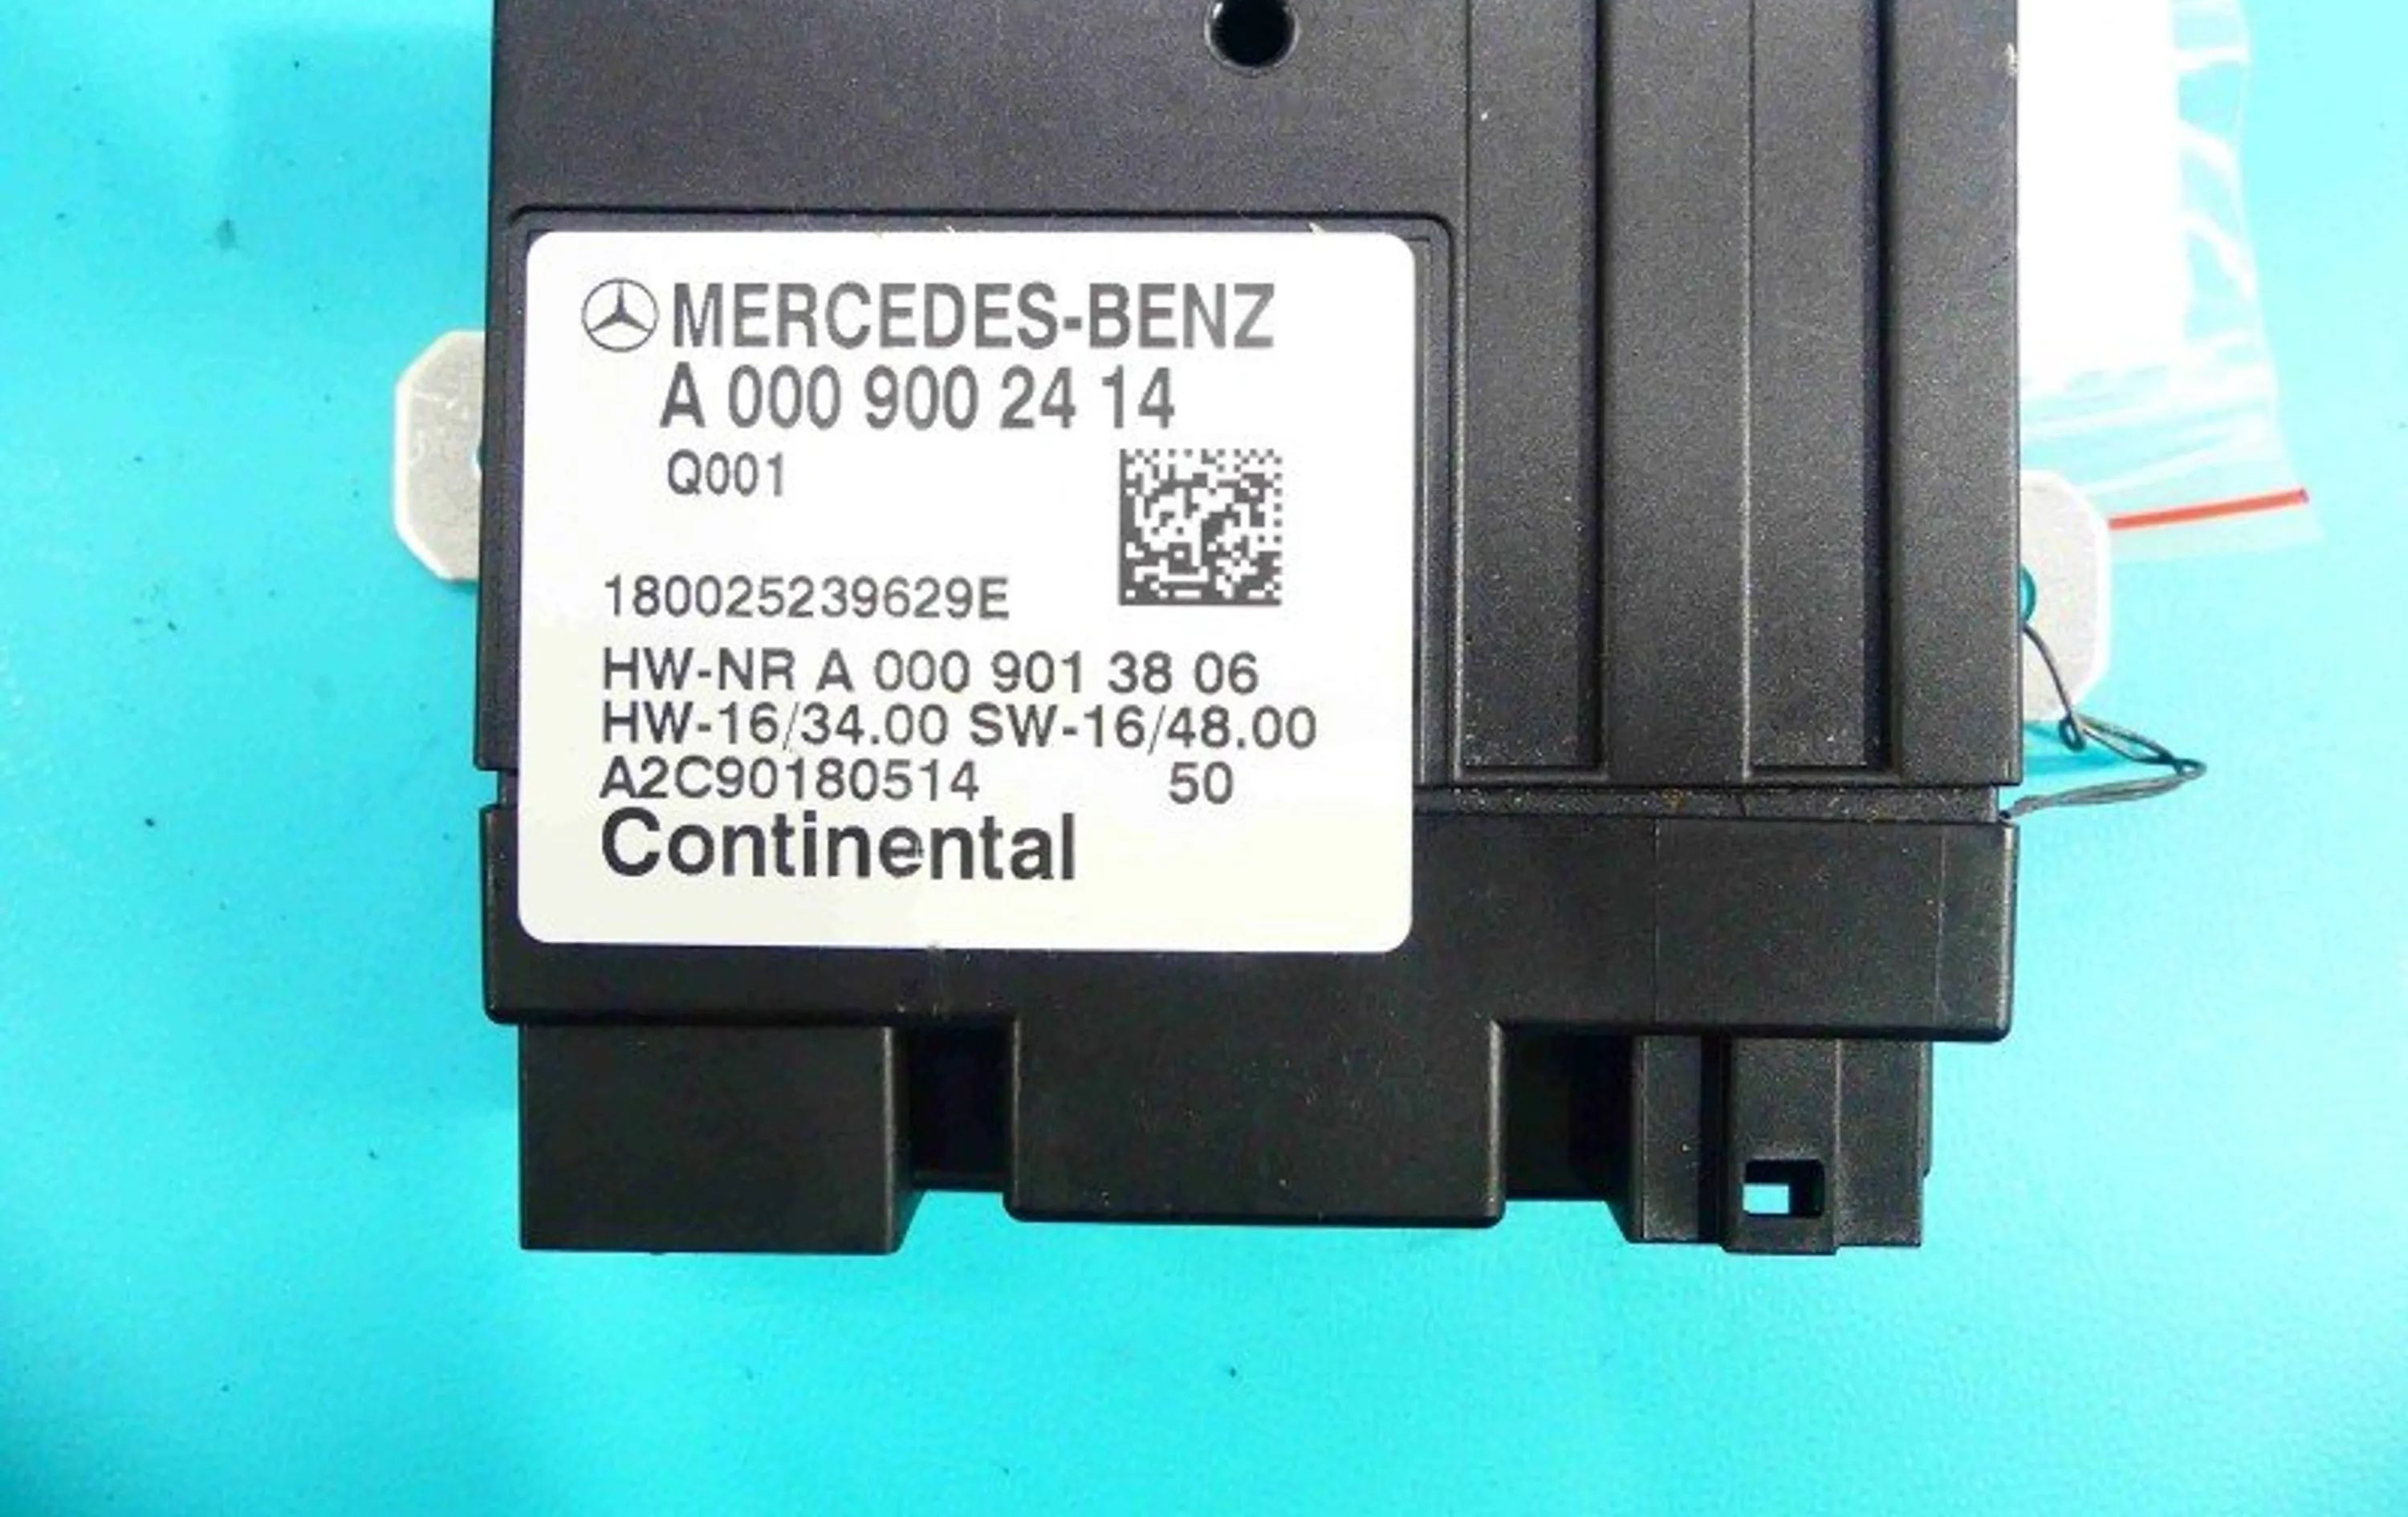 MERCEDES-BENZ
A 000 900 24 14
Q001
180025239629E
HW-NR A 000 901 38 06
HW-16/34.00 SW-16/48.00
A2C90180514 50
Continental